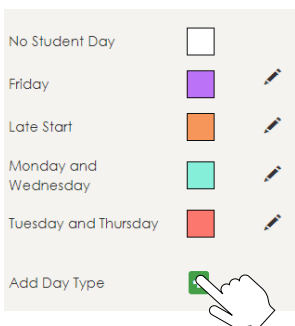 No Student Day
Friday
Late Start
Monday and
Wednesday
Tuesday and Thursday
Add Day Type